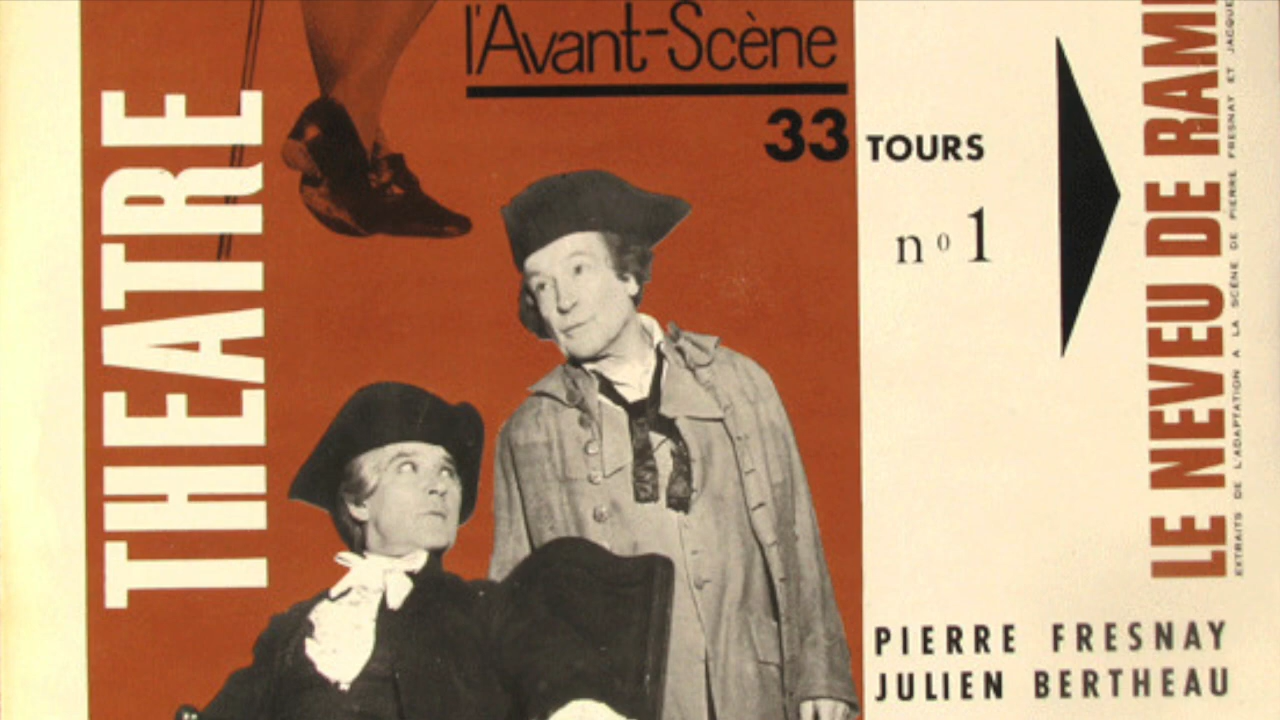 l'Avant-Scène
THEATRE
33 TOURS
n° 1
LE NEVEU DE
EXTRAITS DE L'ADAPTATION A LA SCÈNE DE PIERRE FRESNAY ET
PIERRE FRESNAY
JULIEN BERTHEAU